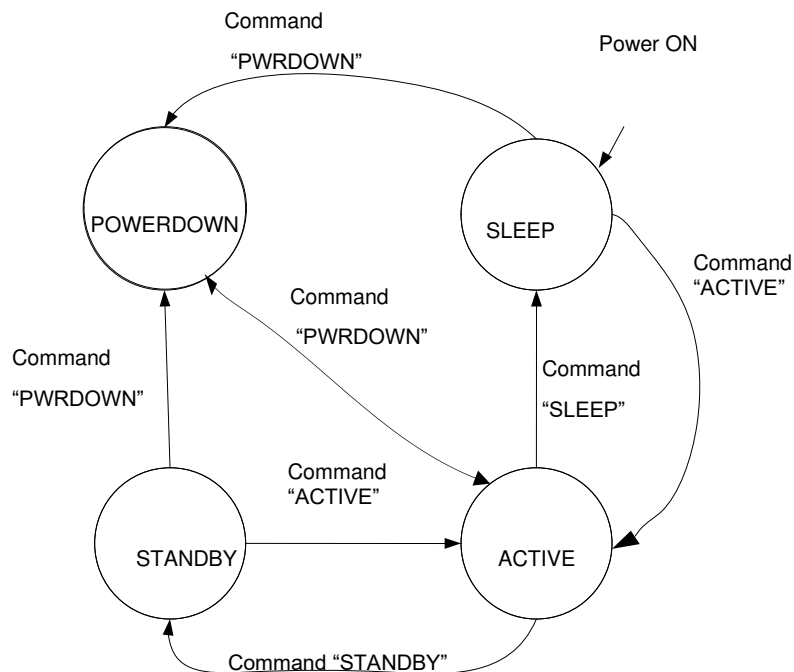 Command
“PWRDOWN”
Power ON
POWERDOWN
SLEEP
Command
“ACTIVE”
Command
“PWRDOWN”
Command
“PWRDOWN”
Command
“SLEEP”
Command
“ACTIVE”
STANDBY
ACTIVE
Command “STANDBY”